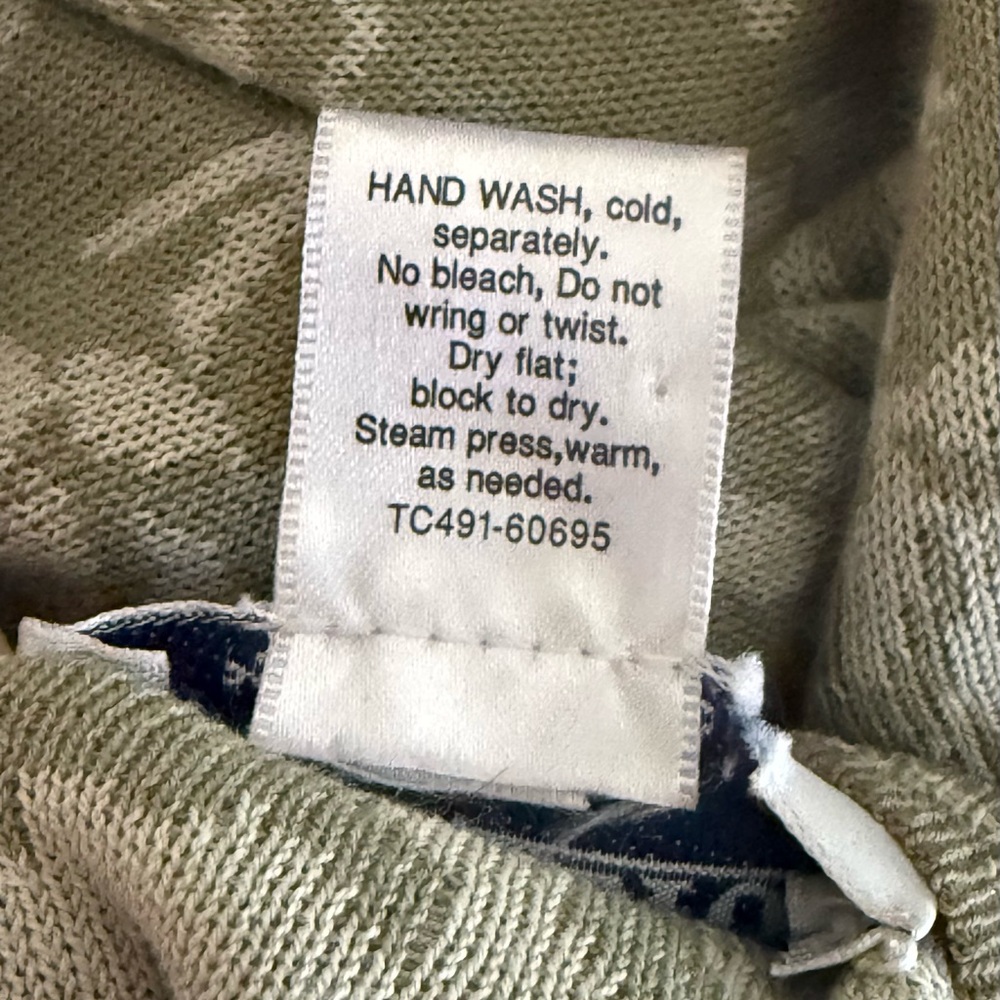 HAND WASH, cold,
separately.
No bleach, Do not
wring or twist.
Dry flat;
block to dry.
Steam press,warm,
as needed.
TC491-60695